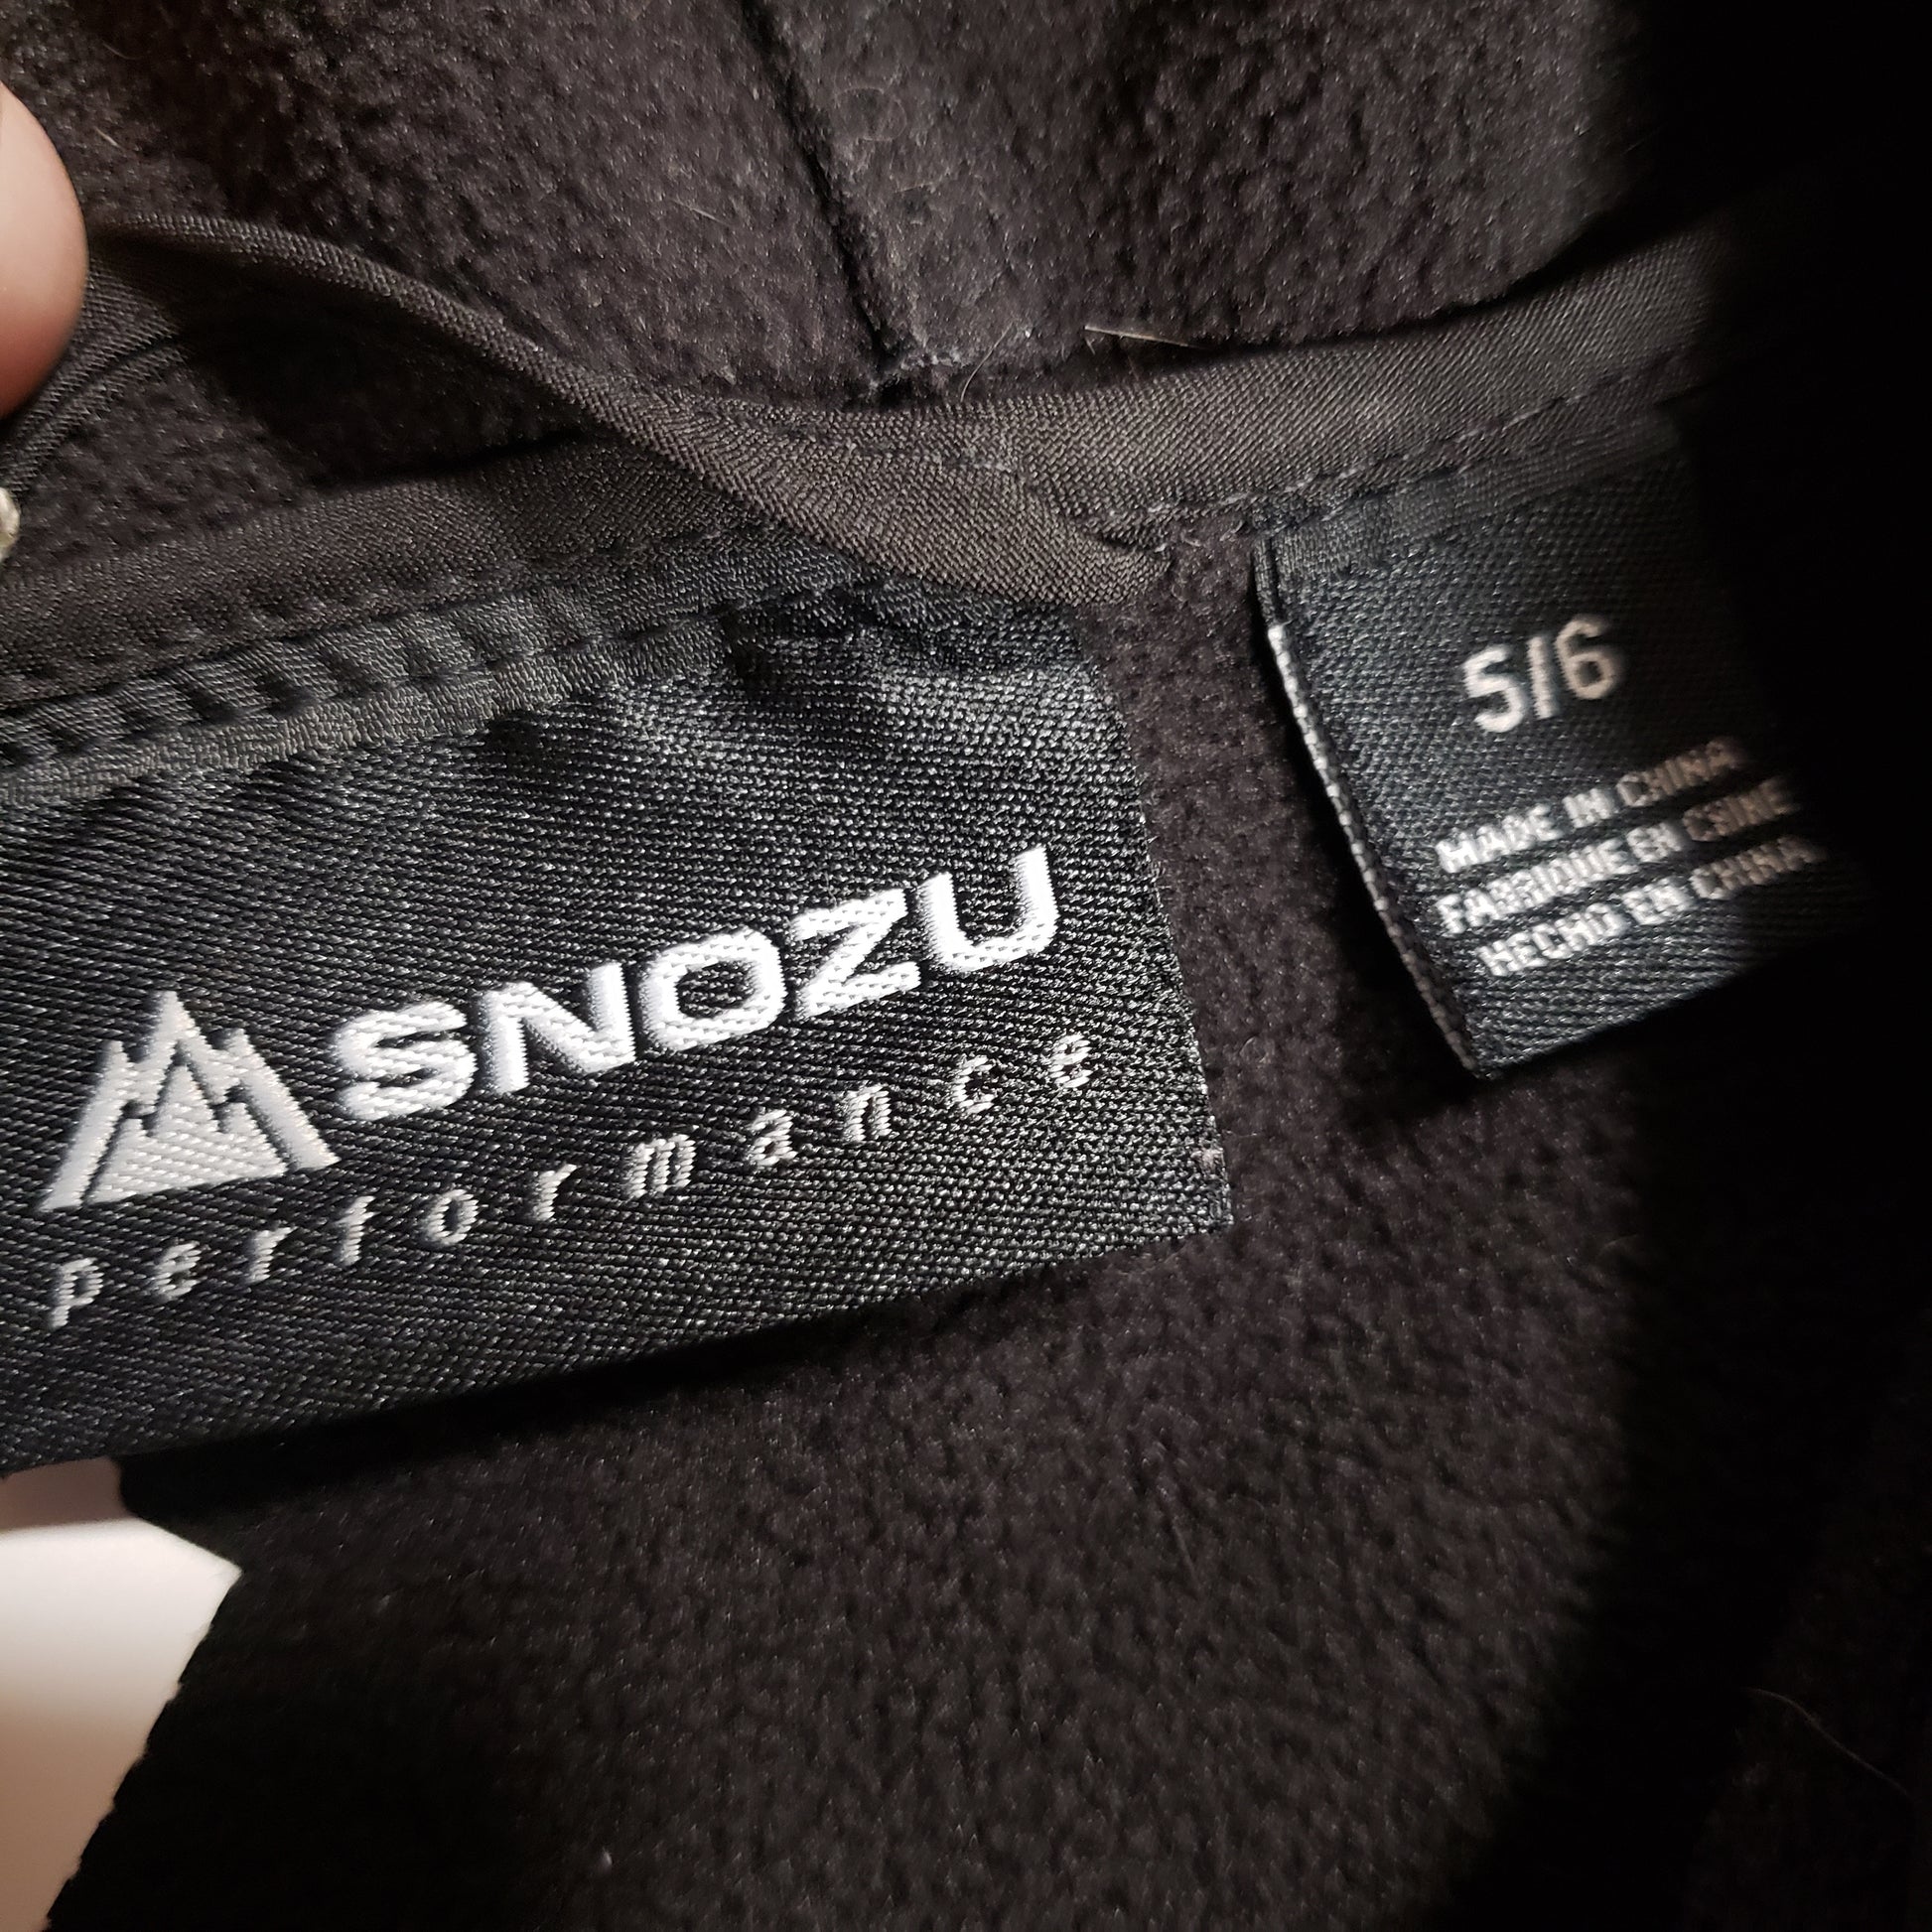 SNOZU
performance
5/6
MADE IN CHINA
FABRIQUE EN CHINE
HECHO EN CHINA